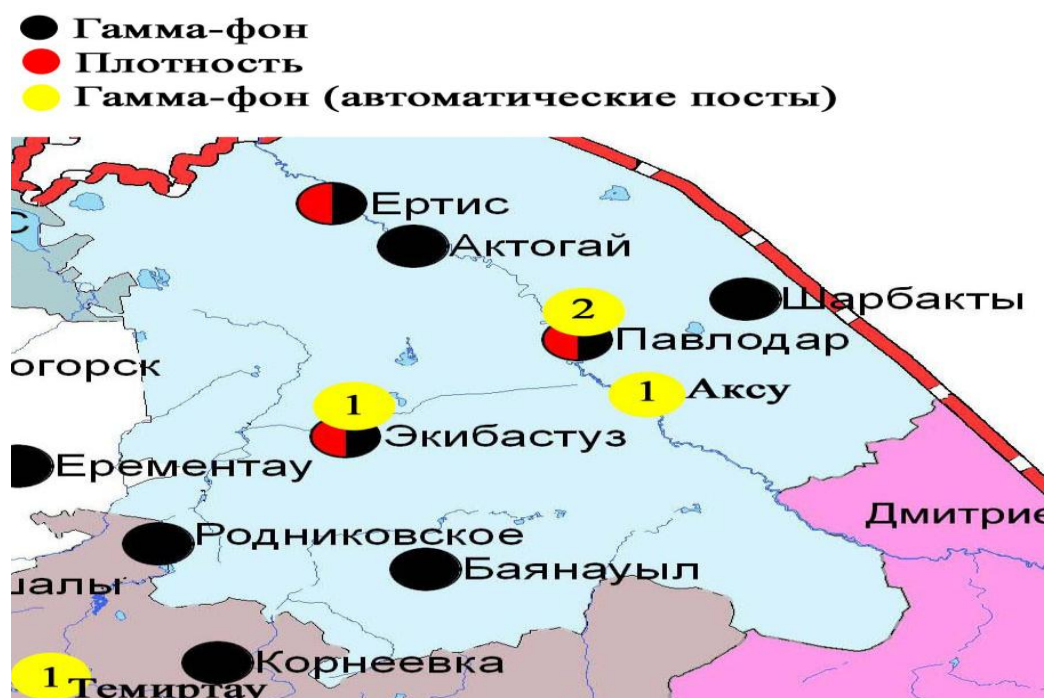 Гамма-фон
Плотность
Гамма-фон (автоматические посты)
Ертис
С
Актогай
Шарбакты
2
Павлодар
огорск
1
Аксу
1
Экибастуз
Ерементау
Дмитрие
Родниковское
Баянауыл
шалы
Корнеевка
1
Темиртау